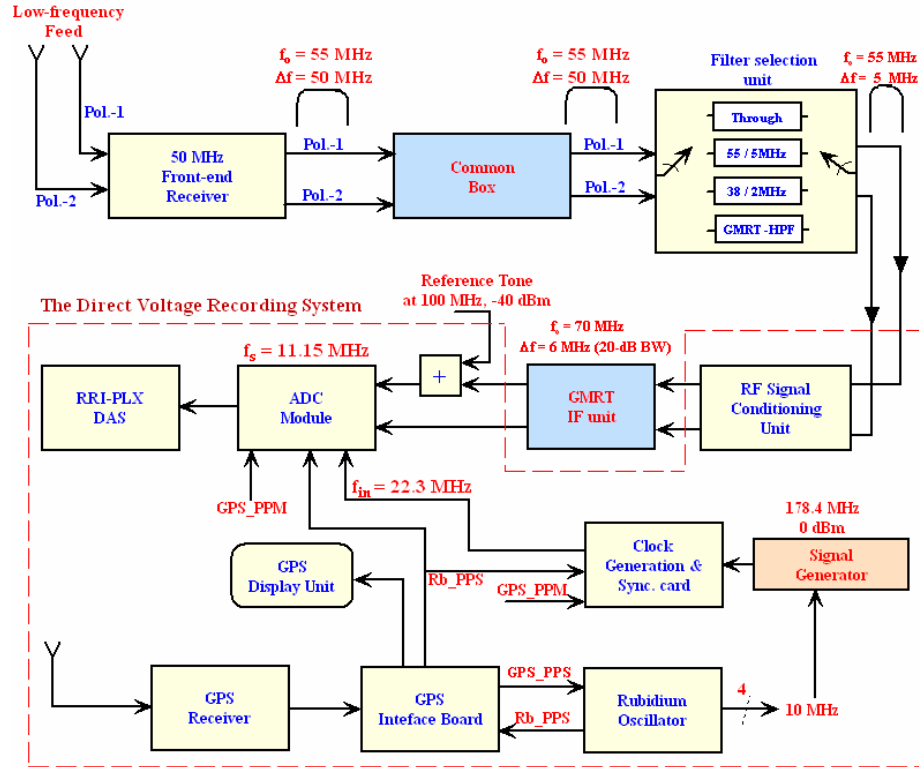 Low-frequency
Feed
Pol.-1
Pol.-2
50 MHz
Front-end
Receiver
fₒ = 55 MHz
Δf = 50 MHz
Pol.-1
Pol.-2
Common
Box
fₒ = 55 MHz
Δf = 50 MHz
Pol.-1
Pol.-2
Filter selection
unit
Through
55 / 5MHz
38 / 2MHz
GMRT -HPF
fₒ = 55 MHz
Δf = 5 MHz
The Direct Voltage Recording System
Reference Tone
at 100 MHz, -40 dBm
fₒ = 70 MHz
Δf = 6 MHz (20-dB BW)
fₛ = 11.15 MHz
RRI-PLX
DAS
ADC
Module
+
GMRT
IF unit
RF Signal
Conditioning
Unit
GPS_PPM
f_in = 22.3 MHz
178.4 MHz
0 dBm
GPS
Display Unit
Rb_PPS
GPS_PPM
Clock
Generation &
Sync. card
Signal
Generator
GPS
Receiver
GPS
Inteface Board
GPS_PPS
Rb_PPS
Rubidium
Oscillator
4
10 MHz